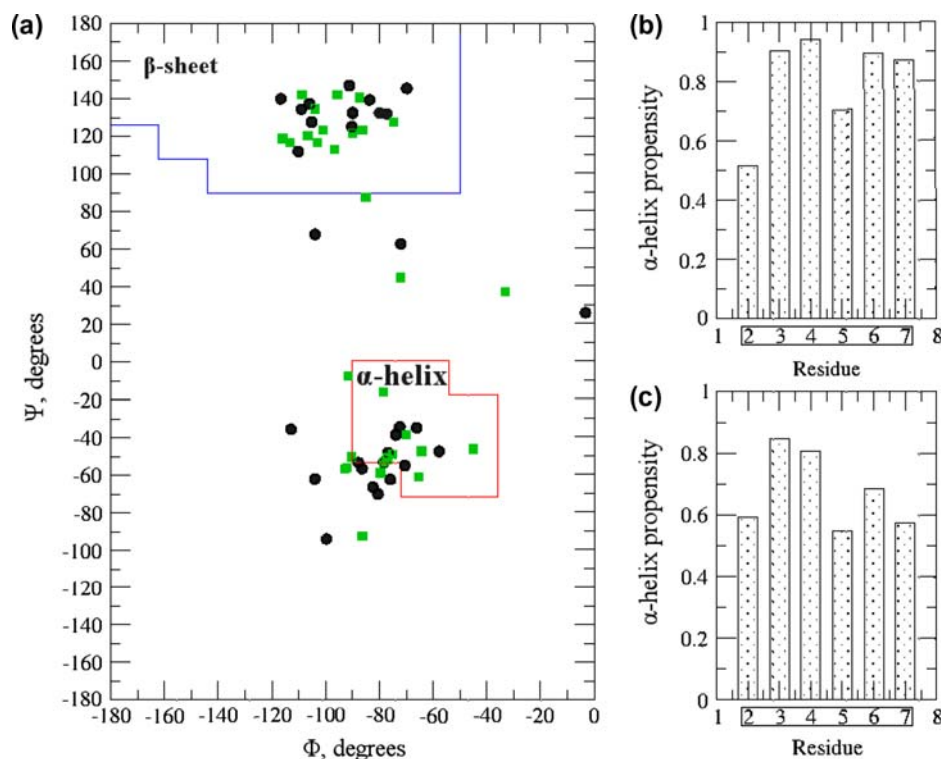 (a)
180
160
140
120
100
80
60
40
20
0
-20
-40
-60
-80
-100
-120
-140
-160
180
Ψ, degrees
β-sheet
α-helix
-180 -160 -140 -120 -100 -80 -60 -40 -20 0
Φ, degrees
(b)
1
0.8
0.6
0.4
0.2
0
α-helix propensity
1 2 3 4 5 6 7 8
Residue
(c)
1
0.8
0.6
0.4
0.2
0
α-helix propensity
1 2 3 4 5 6 7 8
Residue